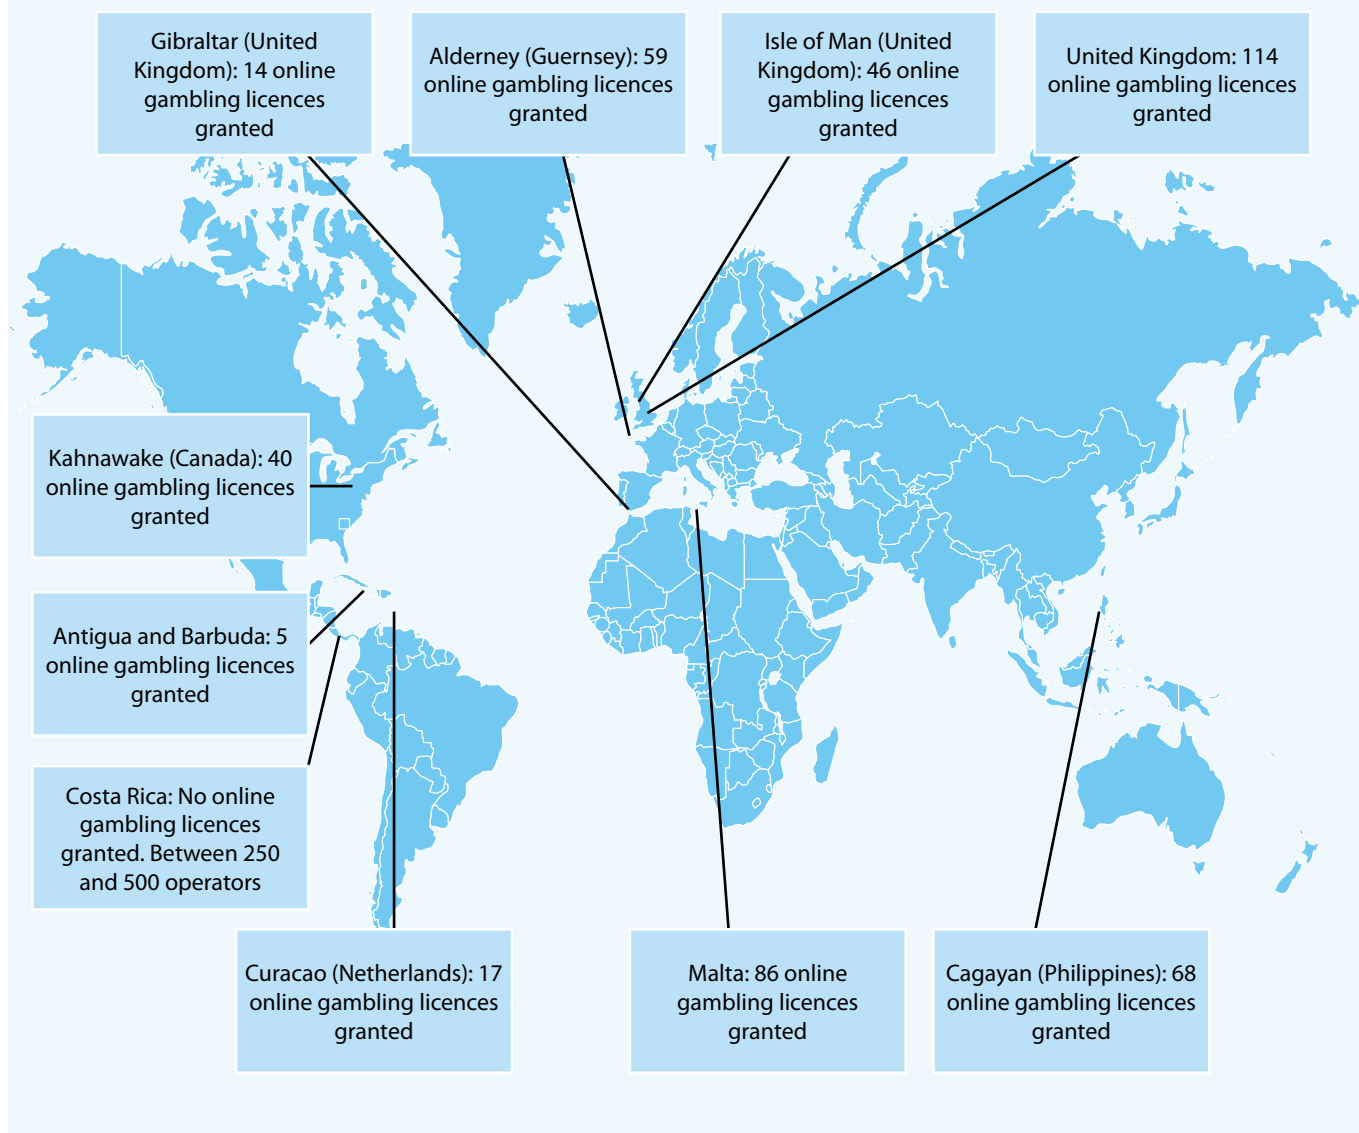 Gibraltar (United
Kingdom): 14 online
gambling licences
granted
Alderney (Guernsey): 59
online gambling licences
granted
Isle of Man (United
Kingdom): 46 online
gambling licences
granted
United Kingdom: 114
online gambling licences
granted
Kahnawake (Canada): 40
online gambling licences
granted
Antigua and Barbuda: 5
online gambling licences
granted
Costa Rica: No online
gambling licences
granted. Between 250
and 500 operators
Curacao (Netherlands): 17
online gambling licences
granted
Malta: 86 online
gambling licences
granted
Cagayan (Philippines): 68
online gambling licences
granted